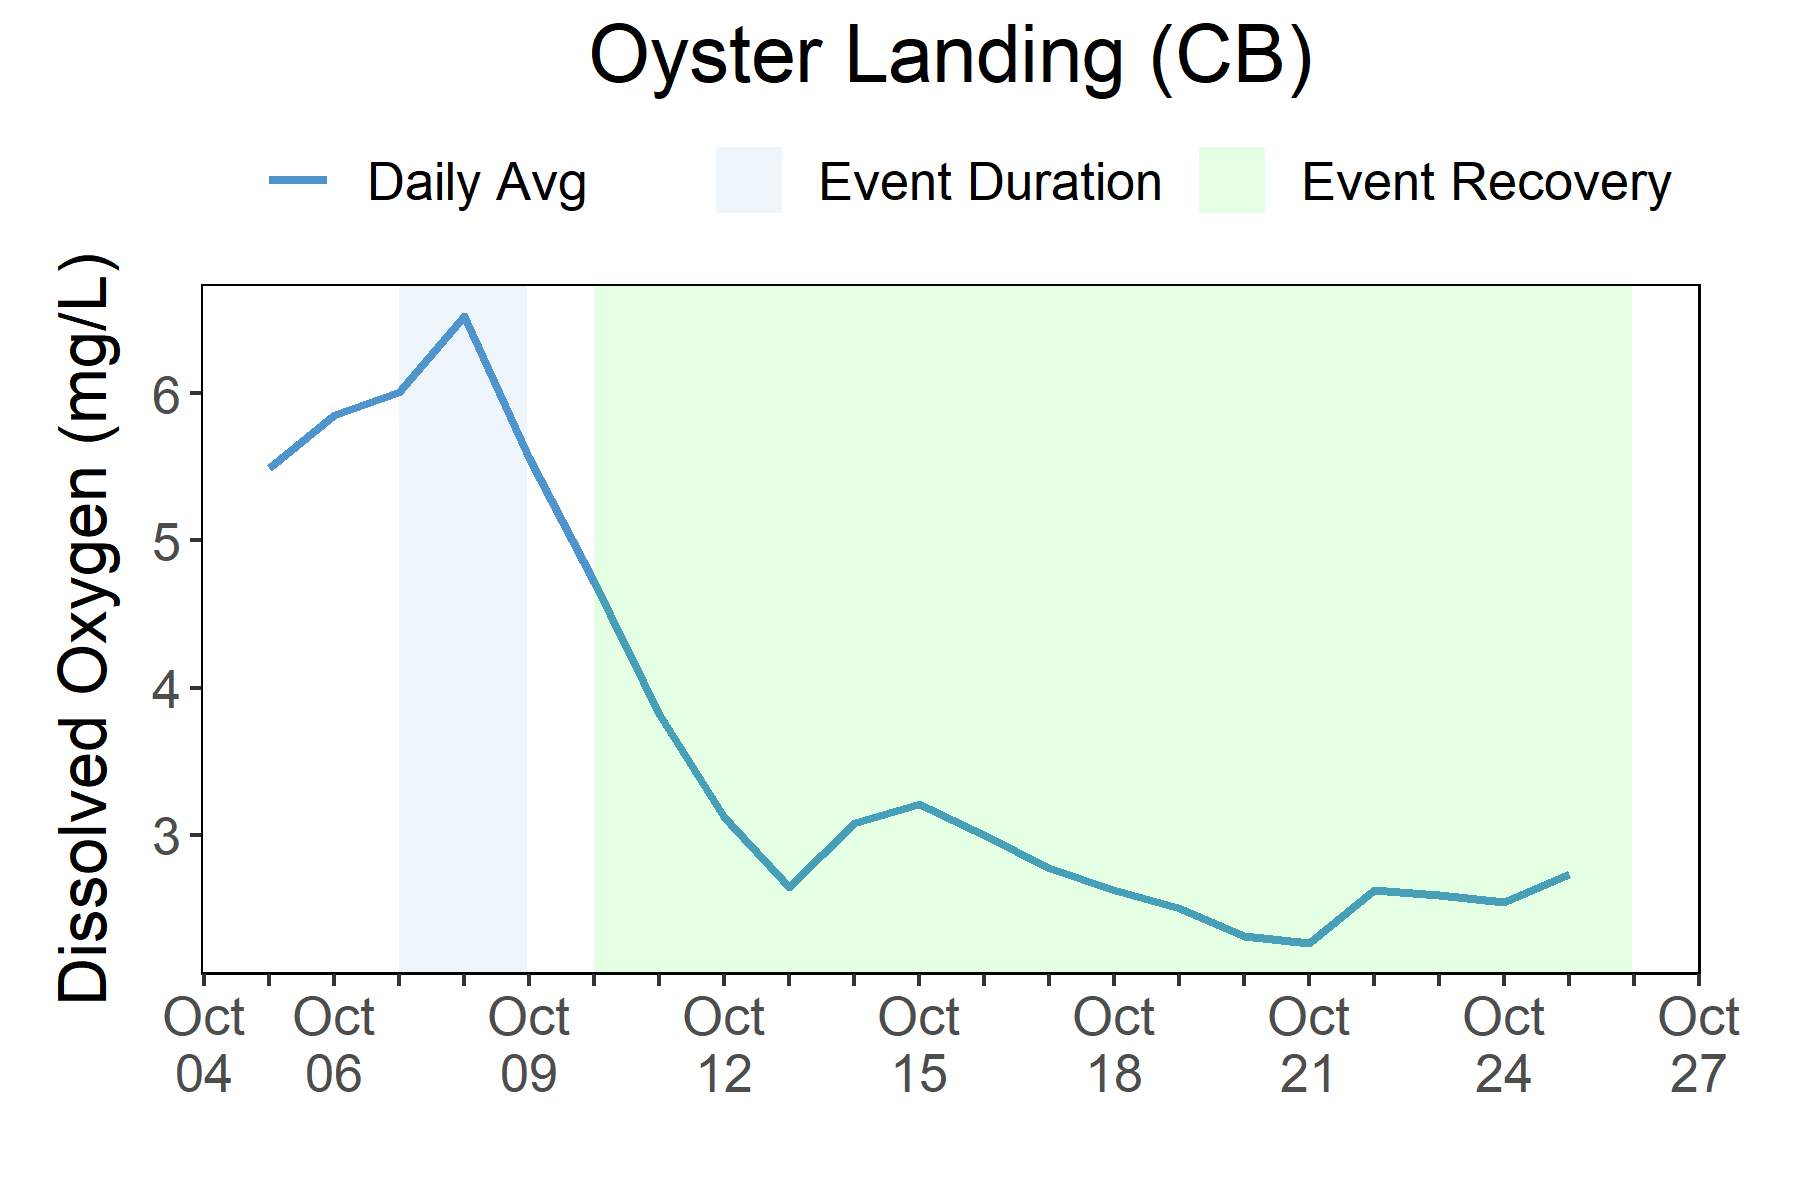 Oyster Landing (CB)
Daily Avg Event Duration Event Recovery
Dissolved Oxygen (mg/L)
6
5
4
3
Oct Oct Oct Oct Oct Oct Oct Oct Oct
04 06 09 12 15 18 21 24 27